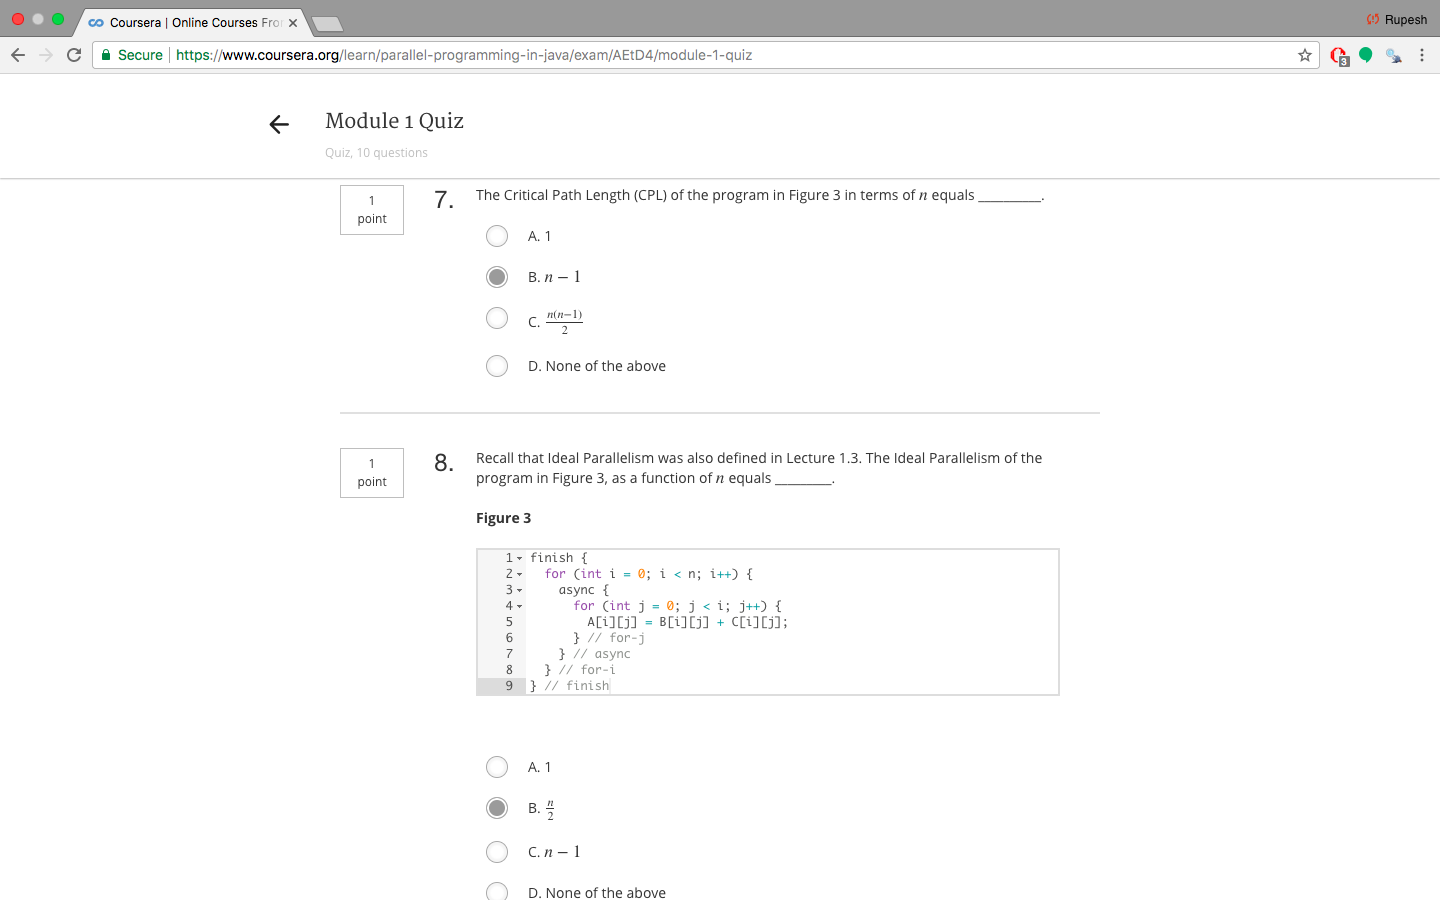 Coursera | Online Courses Fro
Rupesh
Secure https://www.coursera.org/learn/parallel-programming-in-java/exam/AEtD4/module-1-quiz
3
Module 1 Quiz
Quiz, 10 questions
1 point
7. The Critical Path Length (CPL) of the program in Figure 3 in terms of n equals ________.
A. 1
B. n − 1
C. n(n−1)/2
D. None of the above
1 point
8. Recall that Ideal Parallelism was also defined in Lecture 1.3. The Ideal Parallelism of the
program in Figure 3, as a function of n equals _______.
Figure 3
1 finish {
2 for (int i = 0; i < n; i++) {
3 async {
4 for (int j = 0; j < i; j++) {
5 A[i][j] = B[i][j] + C[i][j];
6 } // for-j
7 } // async
8 } // for-i
9 } // finish
A. 1
B. n/2
C. n − 1
D. None of the above